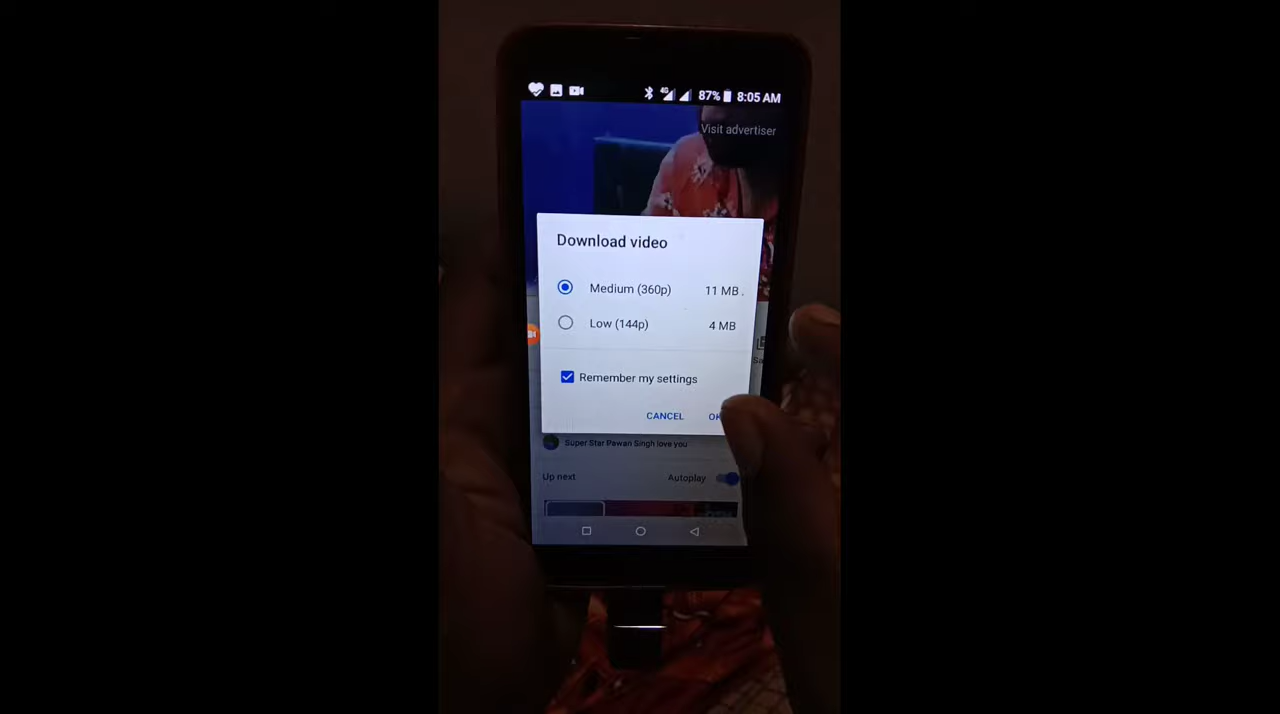 4G 87% 8:05 AM
Visit advertiser
Download video
Medium (360p) 11 MB
Low (144p) 4 MB
Remember my settings
CANCEL OK
Super Star Pawan Singh love you
Up next Autoplay